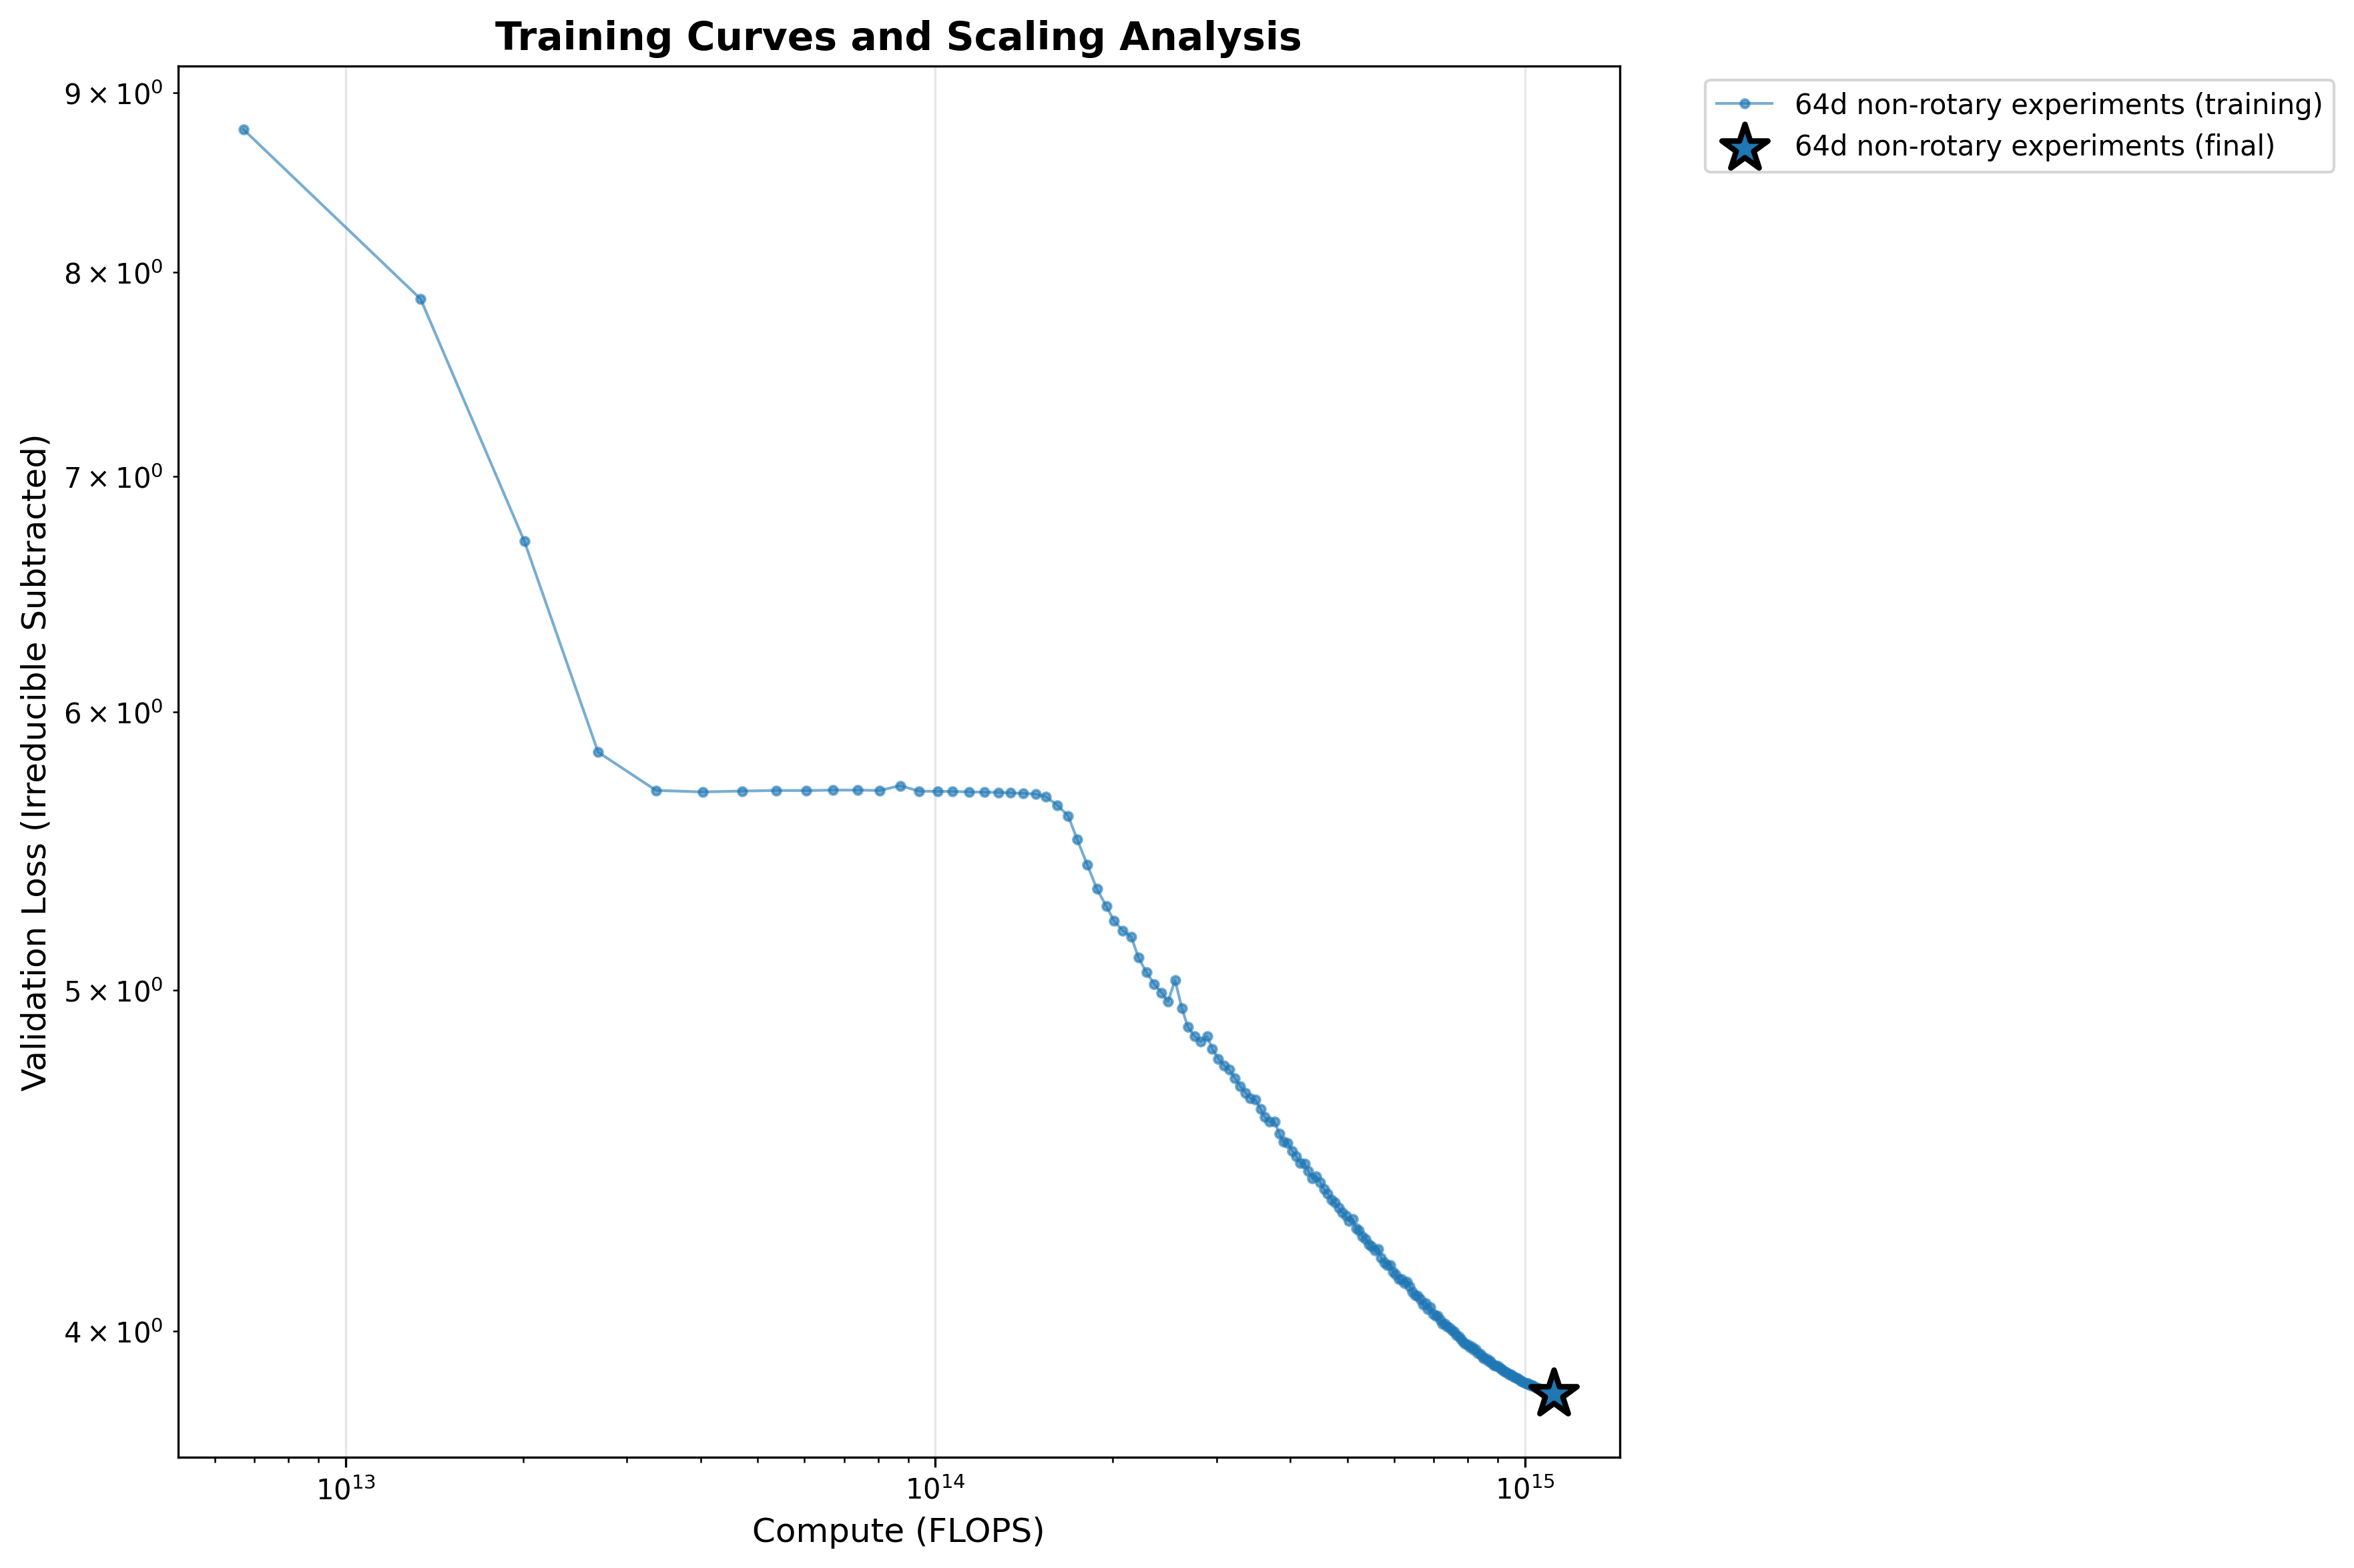 Training Curves and Scaling Analysis
64d non-rotary experiments (training)
64d non-rotary experiments (final)
Validation Loss (Irreducible Subtracted)
9 × 10⁰
8 × 10⁰
7 × 10⁰
6 × 10⁰
5 × 10⁰
4 × 10⁰
10¹³ 10¹⁴ 10¹⁵
Compute (FLOPS)